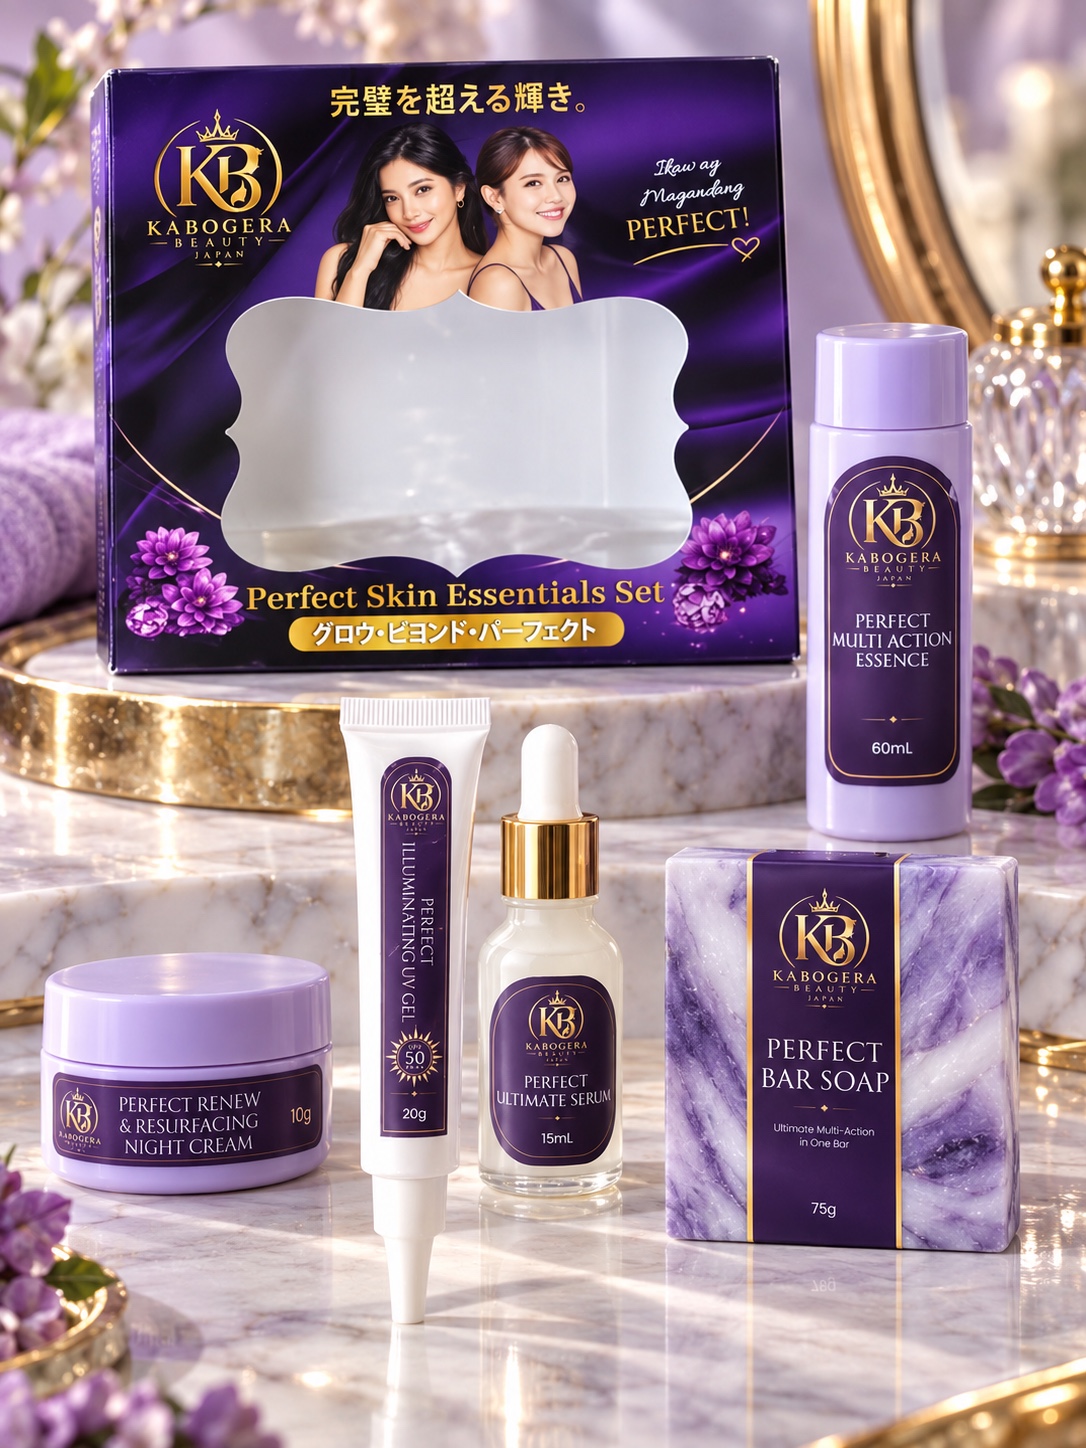 完璧を超える輝き。
KB
KABOGERA
BEAUTY
JAPAN
Ikaw ay
Magandang
PERFECT!
Perfect Skin Essentials Set
グロウ・ビヨンド・パーフェクト
KB
KABOGERA
BEAUTY
JAPAN
PERFECT
MULTI ACTION
ESSENCE
60mL
KB
KABOGERA
BEAUTY
JAPAN
PERFECT
ILLUMINATING UV GEL
SPF
50
20g
KB
KABOGERA
BEAUTY
JAPAN
PERFECT
ULTIMATE SERUM
15mL
KB
KABOGERA
BEAUTY
JAPAN
PERFECT
BAR SOAP
Ultimate Multi-Action
in One Bar
75g
KB
KABOGERA
PERFECT RENEW
& RESURFACING
NIGHT CREAM
10g